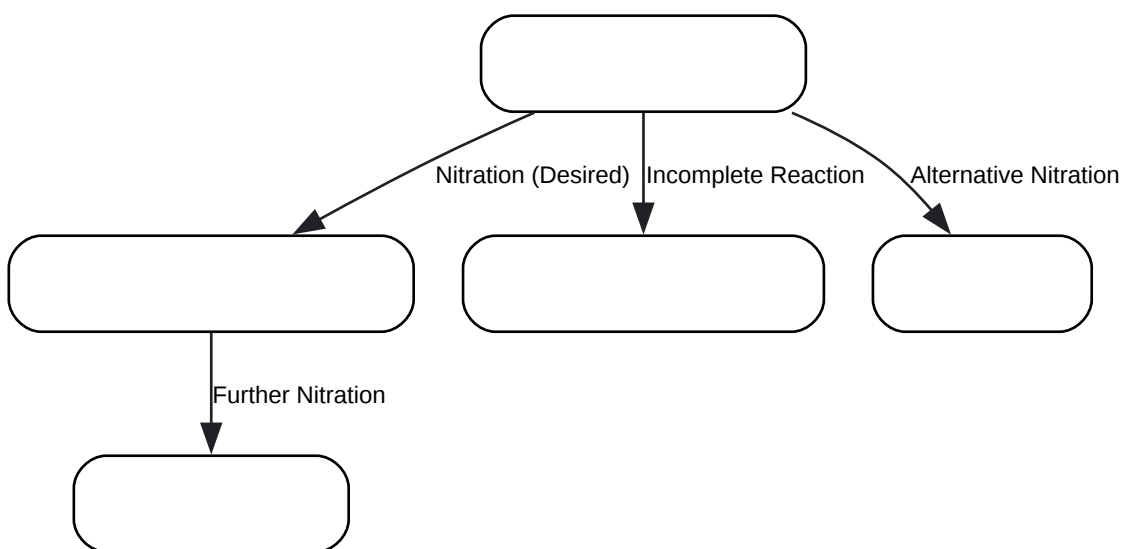 Nitration (Desired)
Incomplete Reaction
Alternative Nitration
Further Nitration